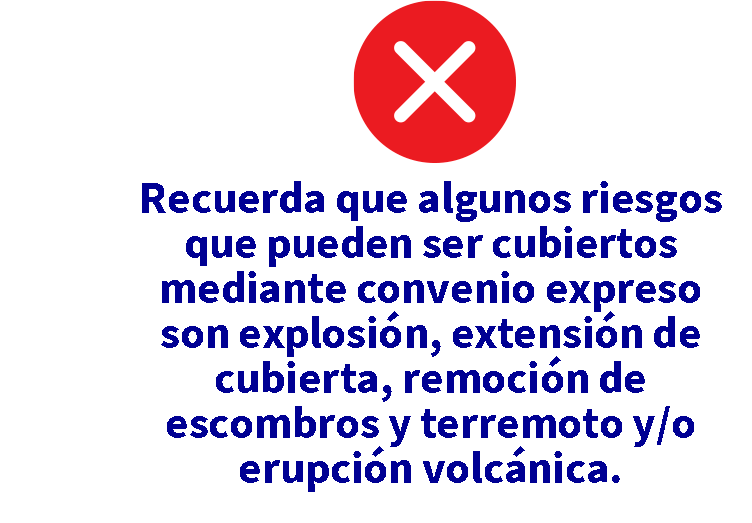 Recuerda que algunos riesgos
que pueden ser cubiertos
mediante convenio expreso
son explosión, extensión de
cubierta, remoción de
escombros y terremoto y/o
erupción volcánica.